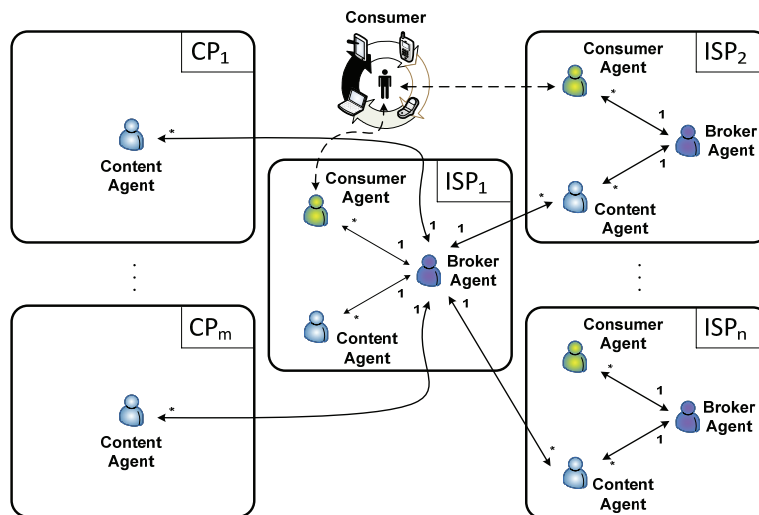 Consumer
CP1
*
Content
Agent
ISP1
Consumer
Agent
*
1
1
1
Broker
Agent
1
1
*
1
Content
Agent
ISP2
Consumer
Agent
*
1
Broker
Agent
1
*
*
Content
Agent
CPm
*
Content
Agent
ISPn
Consumer
Agent
*
1
Broker
Agent
1
*
*
Content
Agent